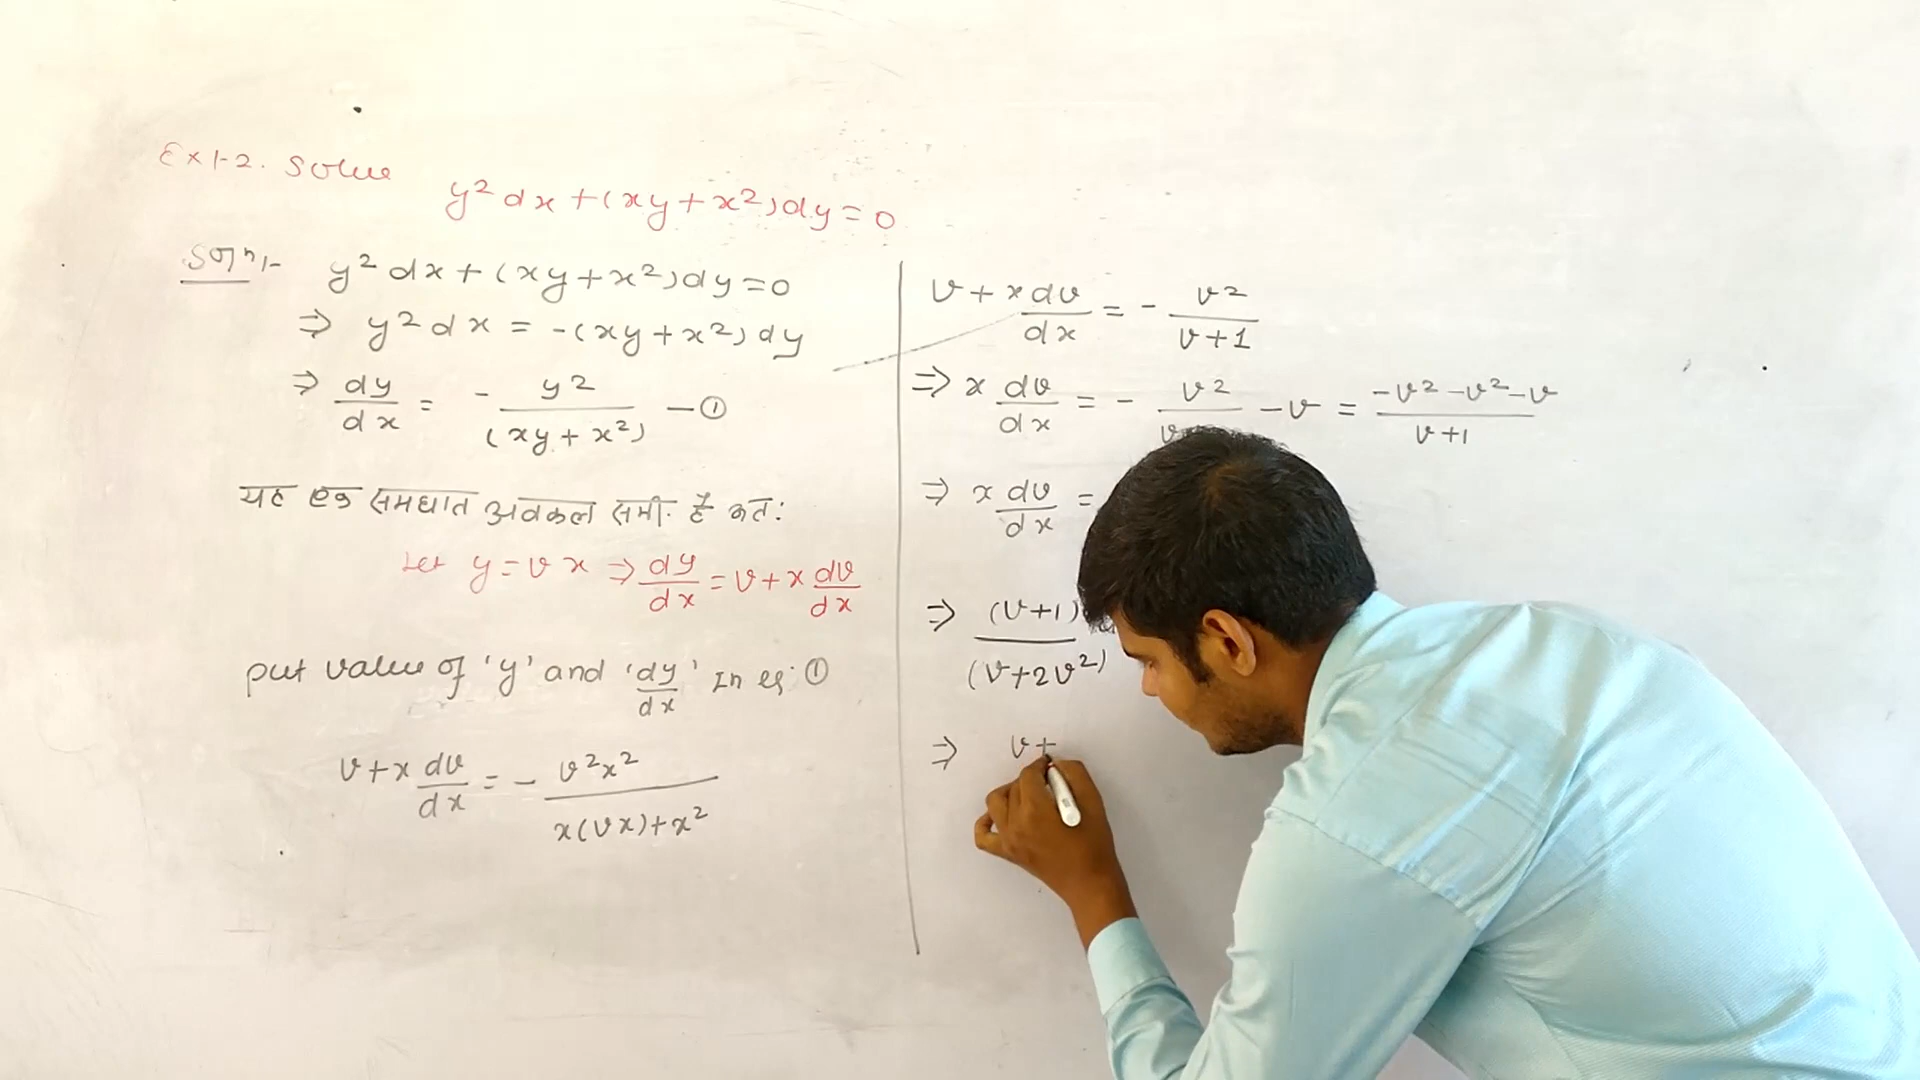 Ex 1-2. Solve
y² dx + (xy + x²) dy = 0
Solⁿ:- y² dx + (xy + x²) dy = 0
⇒ y² dx = -(xy + x²) dy
⇒ dy/dx = - y²/(xy + x²) — ①
यह एक समघात अवकल समी. है अतः
Let y = v x ⇒ dy/dx = v + x dv/dx
put value of 'y' and 'dy/dx' In eq. ①
v + x dv/dx = - v²x²/x(vx) + x²
v + x dv/dx = - v²/v+1
⇒ x dv/dx = - v²/v - v = -v² - v² - v/v+1
⇒ x dv/dx =
⇒ (v+1)/(v+2v²)
⇒ v+